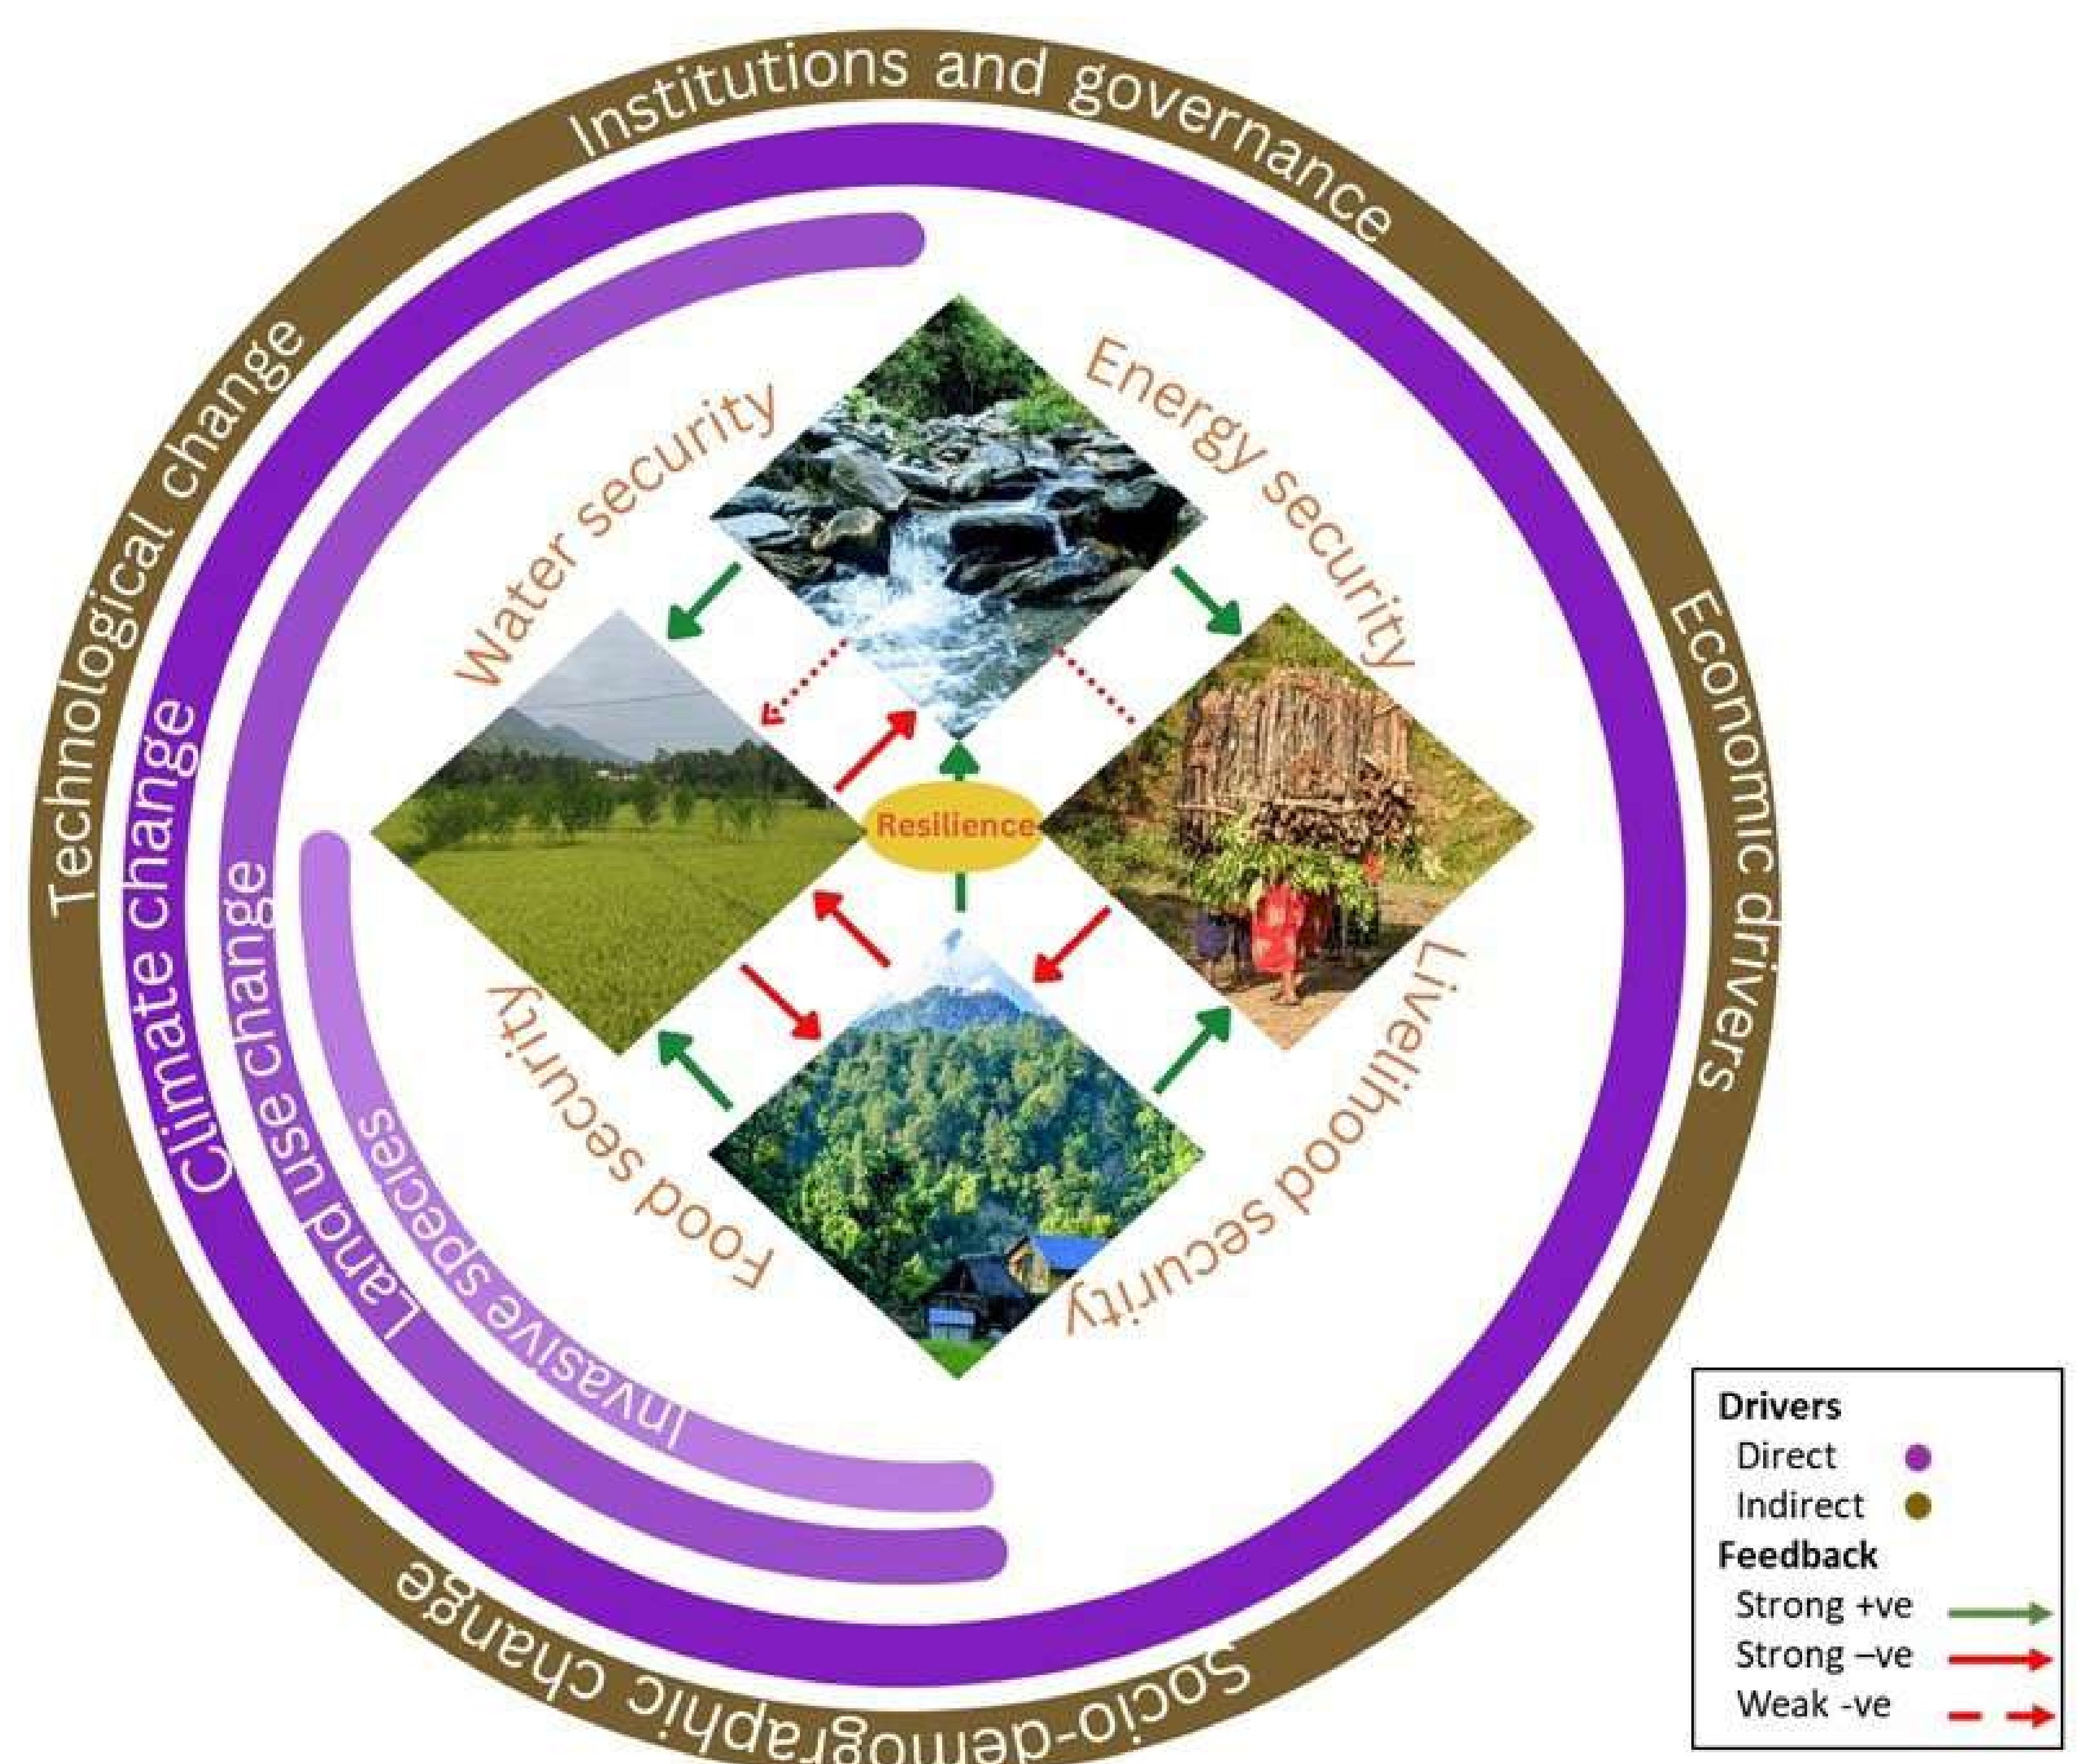 Institutions and governance
Technological change
Economic drivers
Socio-demographic change
Climate change
Land use change
Invasive species
Water security
Energy security
Food security
Livelihood security
Resilience
Drivers
Direct
Indirect
Feedback
Strong +ve
Strong –ve
Weak -ve